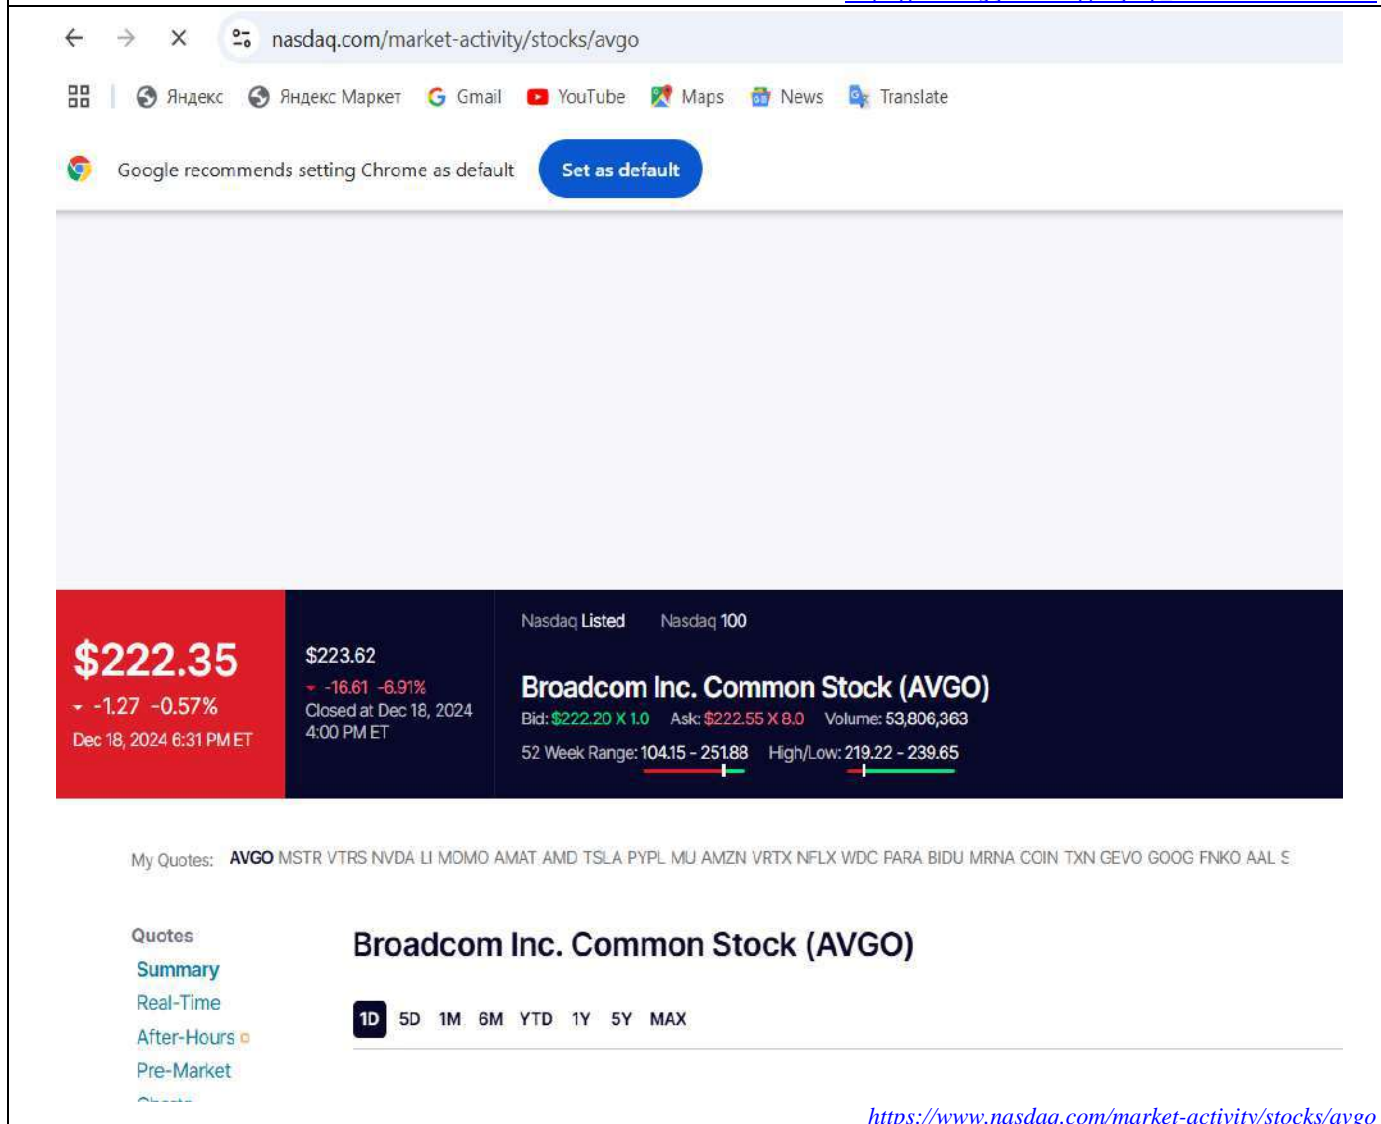 nasdaq.com/market-activity/stocks/avgo
Яндекс Яндекс Маркет Gmail YouTube Maps News Translate
Google recommends setting Chrome as default Set as default
Nasdaq Listed Nasdaq 100
$222.35
-1.27 -0.57%
Dec 18, 2024 6:31 PM ET
$223.62
-16.61 -6.91%
Closed at Dec 18, 2024
4:00 PM ET
Broadcom Inc. Common Stock (AVGO)
Bid: $222.20 X 1.0 Ask: $222.55 X 8.0 Volume: 53,806,363
52 Week Range: 104.15 - 251.88 High/Low: 219.22 - 239.65
My Quotes: AVGO MSTR VTRS NVDA LI MOMO AMAT AMD TSLA PYPL MU AMZN VRTX NFLX WDC PARA BIDU MRNA COIN TXN GEVO GOOG FNKO AAL S
Quotes
Summary
Real-Time
After-Hours
Pre-Market
Broadcom Inc. Common Stock (AVGO)
1D 5D 1M 6M YTD 1Y 5Y MAX
https://www.nasdaq.com/market-activity/stocks/avgo